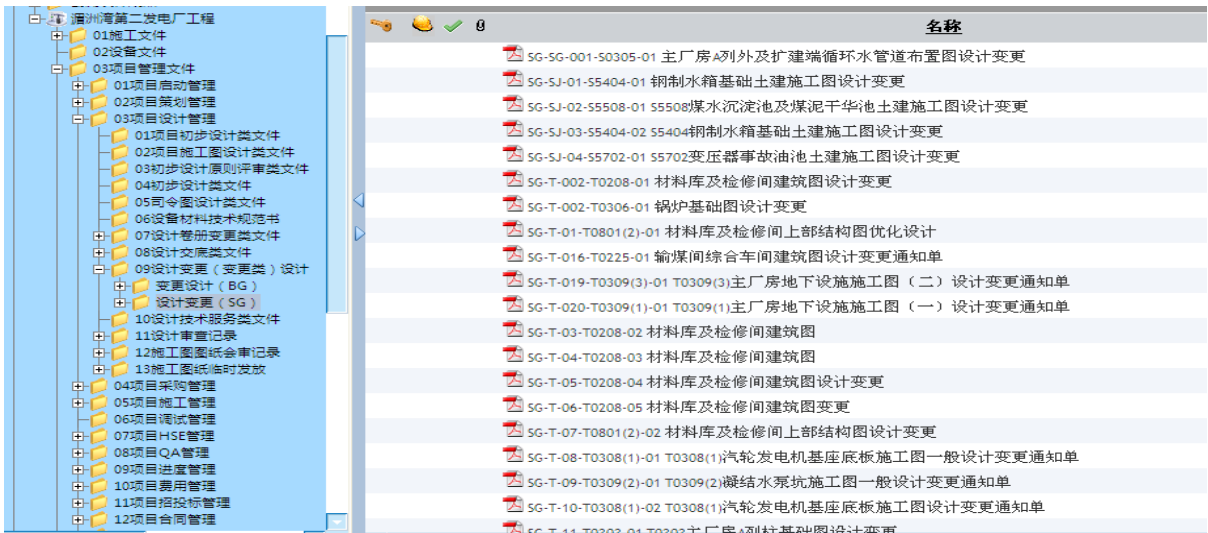 湄洲湾第二发电厂工程
01施工文件
02设备文件
03项目管理文件
01项目启动管理
02项目策划管理
03项目设计管理
01项目初步设计类文件
02项目施工图设计类文件
03初步设计原则评审类文件
04初步设计类文件
05司令图设计类文件
06设备材料技术规范书
07设计卷册变更类文件
08设计交底类文件
09设计变更（变更类）设计
变更设计（BG）
设计变更（SG）
10设计技术服务类文件
11设计审查记录
12施工图图纸会审记录
13施工图纸临时发放
04项目采购管理
05项目施工管理
06项目调试管理
07项目HSE管理
08项目QA管理
09项目进度管理
10项目费用管理
11项目招投标管理
12项目合同管理
名称
SG-SG-001-S0305-01 主厂房A列外及扩建端循环水管道布置图设计变更
SG-SJ-01-S5404-01 钢制水箱基础土建施工图设计变更
SG-SJ-02-S5508-01 S5508煤水沉淀池及煤泥干华池土建施工图设计变更
SG-SJ-03-S5404-02 S5404钢制水箱基础土建施工图设计变更
SG-SJ-04-S5702-01 S5702变压器事故油池土建施工图设计变更
SG-T-002-T0208-01 材料库及检修间建筑图设计变更
SG-T-002-T0306-01 锅炉基础图设计变更
SG-T-01-T0801(2)-01 材料库及检修间上部结构图优化设计
SG-T-016-T0225-01 输煤间综合车间建筑图设计变更通知单
SG-T-019-T0309(3)-01 T0309(3)主厂房地下设施施工图（二）设计变更通知单
SG-T-020-T0309(1)-01 T0309(1)主厂房地下设施施工图（一）设计变更通知单
SG-T-03-T0208-02 材料库及检修间建筑图
SG-T-04-T0208-03 材料库及检修间建筑图
SG-T-05-T0208-04 材料库及检修间建筑图设计变更
SG-T-06-T0208-05 材料库及检修间建筑图变更
SG-T-07-T0801(2)-02 材料库及检修间上部结构图设计变更
SG-T-08-T0308(1)-01 T0308(1)汽轮发电机基座底板施工图一般设计变更通知单
SG-T-09-T0309(2)-01 T0309(2)凝结水泵坑施工图一般设计变更通知单
SG-T-10-T0308(1)-02 T0308(1)汽轮发电机基座底板施工图设计变更通知单
SG-T-11-T0303-01 T0303主厂房A列柱基础图设计变更